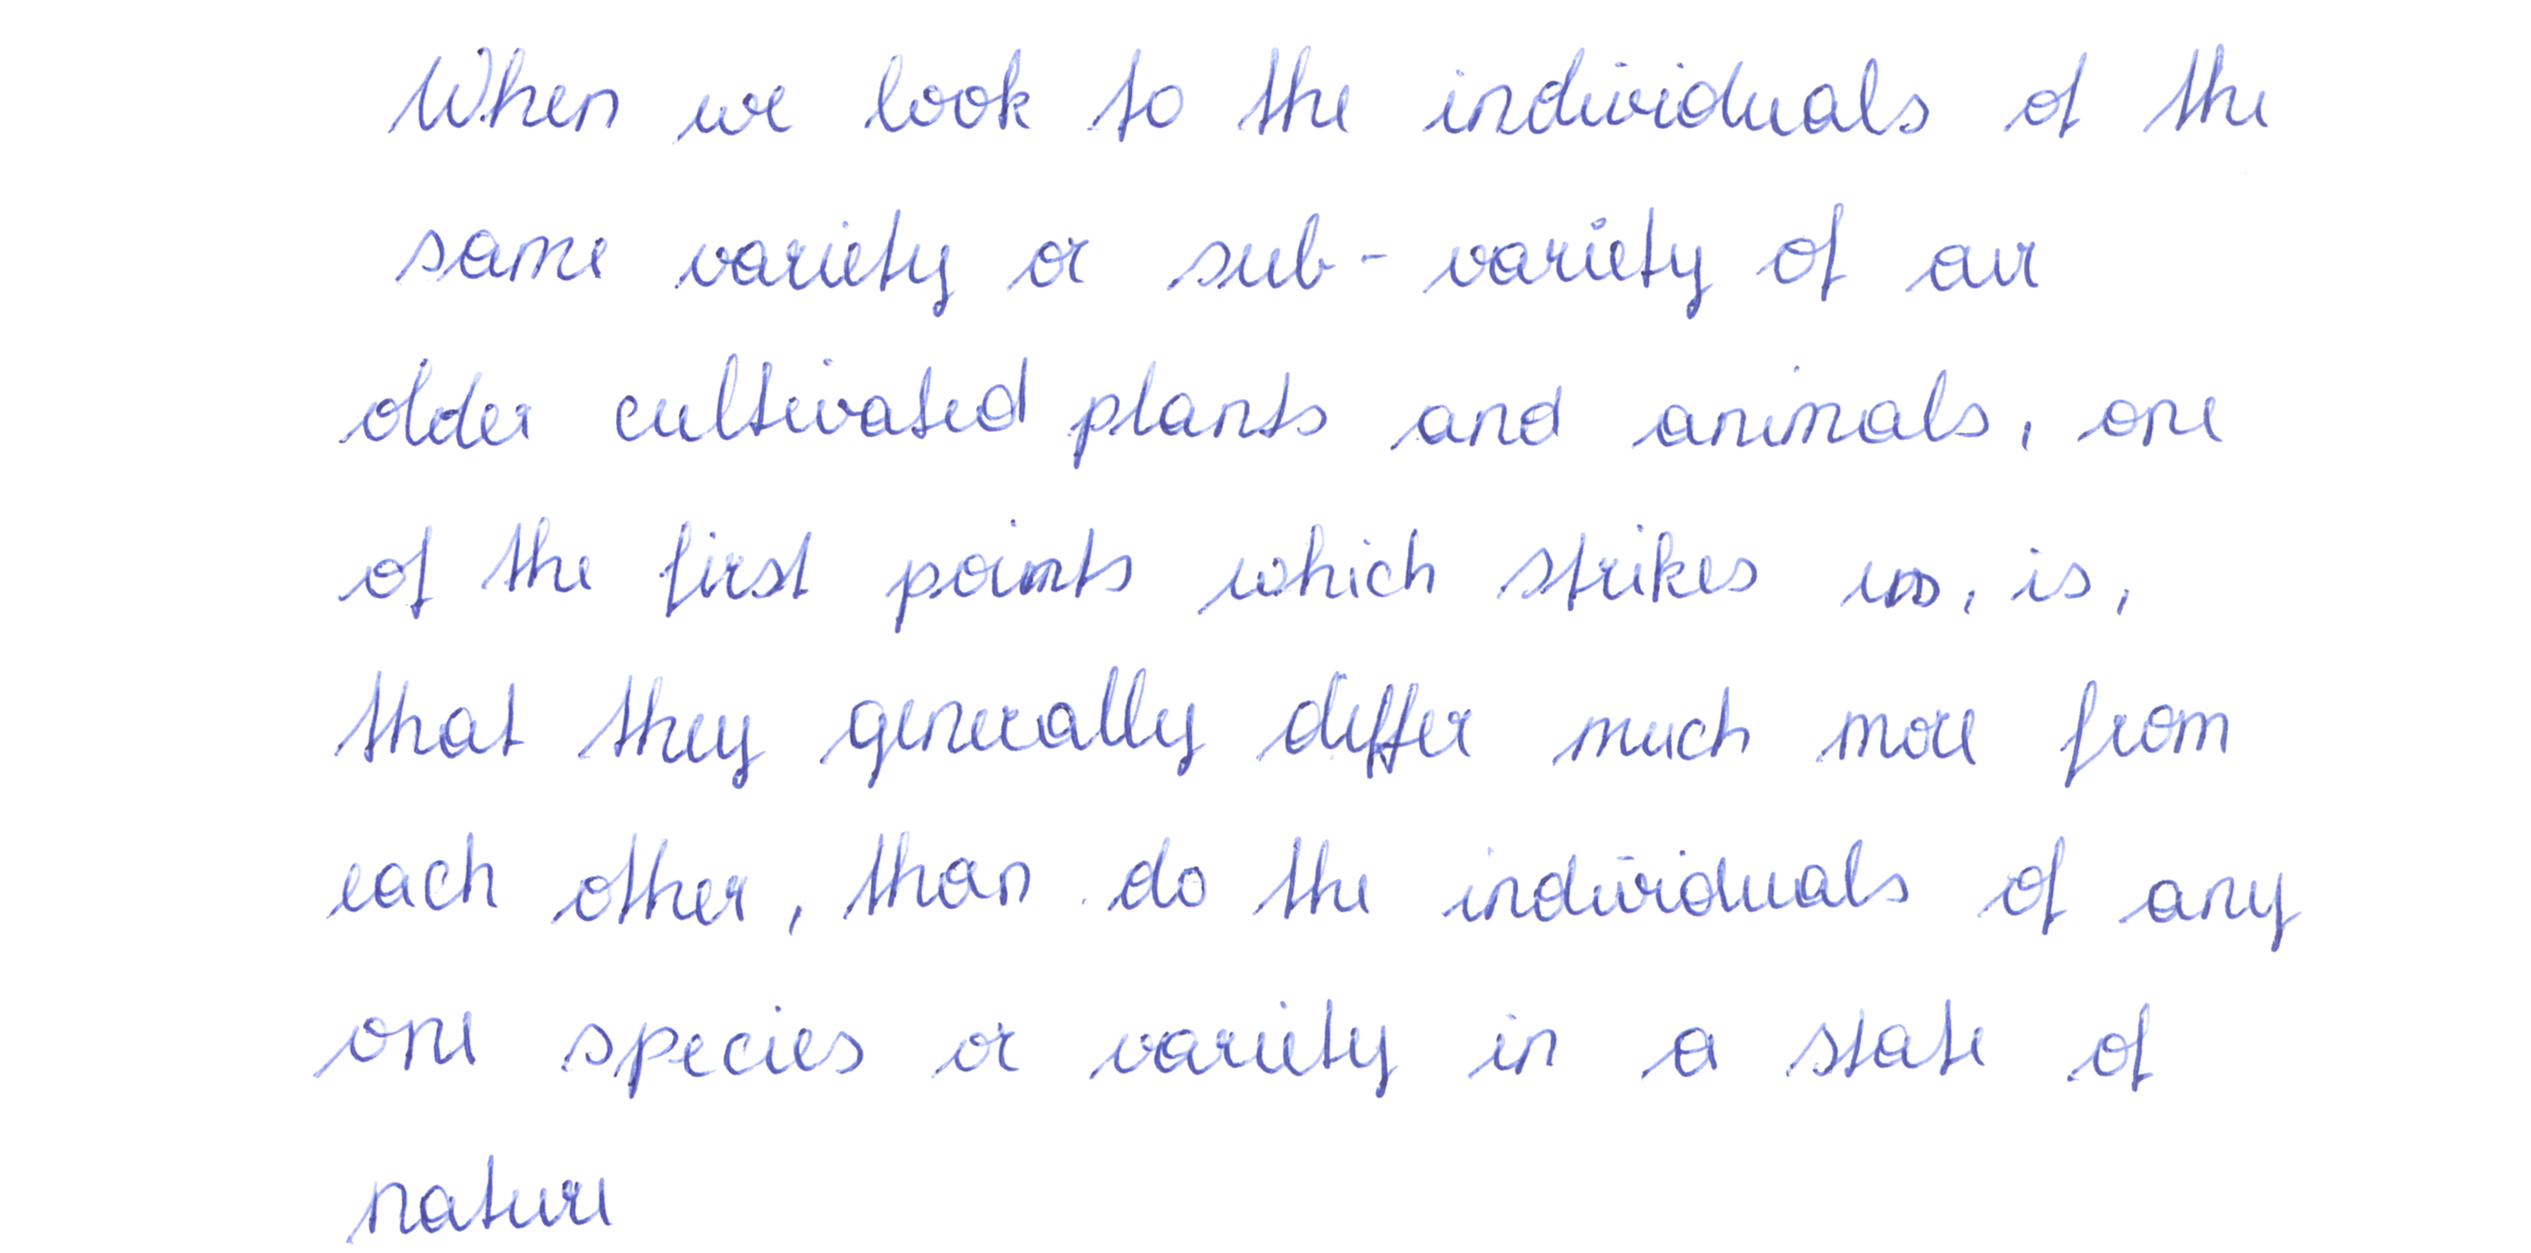 When we look to the individuals of the
same variety or sub-variety of our
older cultivated plants and animals, one
of the first points which strikes us, is,
that they generally differ much more from
each other, than do the individuals of any
one species or variety in a state of
nature